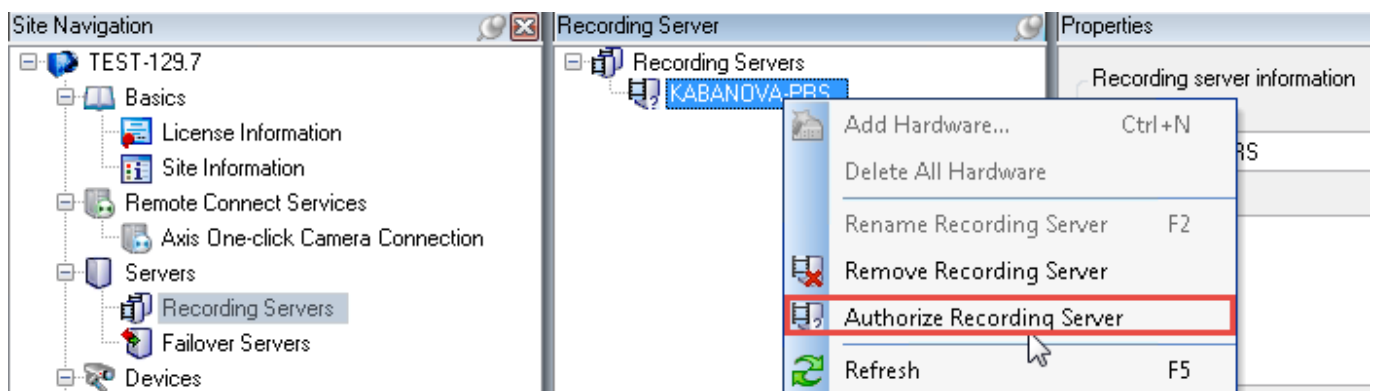 Site Navigation
TEST-129.7
Basics
License Information
Site Information
Remote Connect Services
Axis One-click Camera Connection
Servers
Recording Servers
Failover Servers
Devices
Recording Server
Recording Servers
KABANOVA-PRS
Add Hardware... Ctrl+N
Delete All Hardware
Rename Recording Server F2
Remove Recording Server
Authorize Recording Server
Refresh F5
Properties
Recording server information
RS